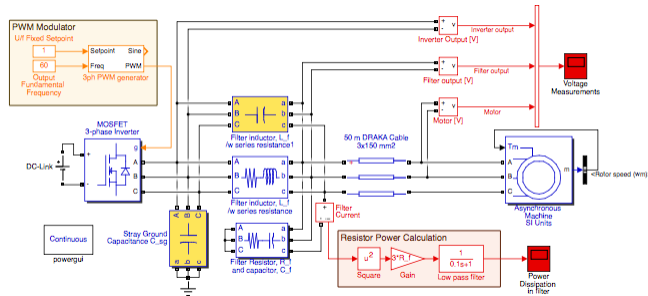 PWM Modulator
U/f Fixed Setpoint
1
60
Output
Fundamental
Frequency
Setpoint
Sine
Freq
PWM
3ph PWM generator
Inverter output
Inverter Output [V]
Filter output
Filter output [V]
Motor
Motor [V]
Voltage
Measurements
MOSFET
3-phase Inverter
DC-Link
+
-
g
A
B
C
A
B
C
a
b
c
Filter inductor, L_f
/w series resistance1
A
B
C
a
b
c
Filter inductor, L_f
/w series resistance
50 m DRAKA Cable
3x150 mm2
Tm
m
A
B
C
Asynchronous
Machine
SI Units
<Rotor speed (wm)
A B C
a b c
Stray Ground
Capacitance C_sg
Continuous
powergui
A
B
C
Filter Resistor, R_f
and capacitor, C_f
Filter
Current
Resistor Power Calculation
u²
Square
3*R_f
Gain
1
0.1s+1
Low pass filter
Power
Dissipation
in filter